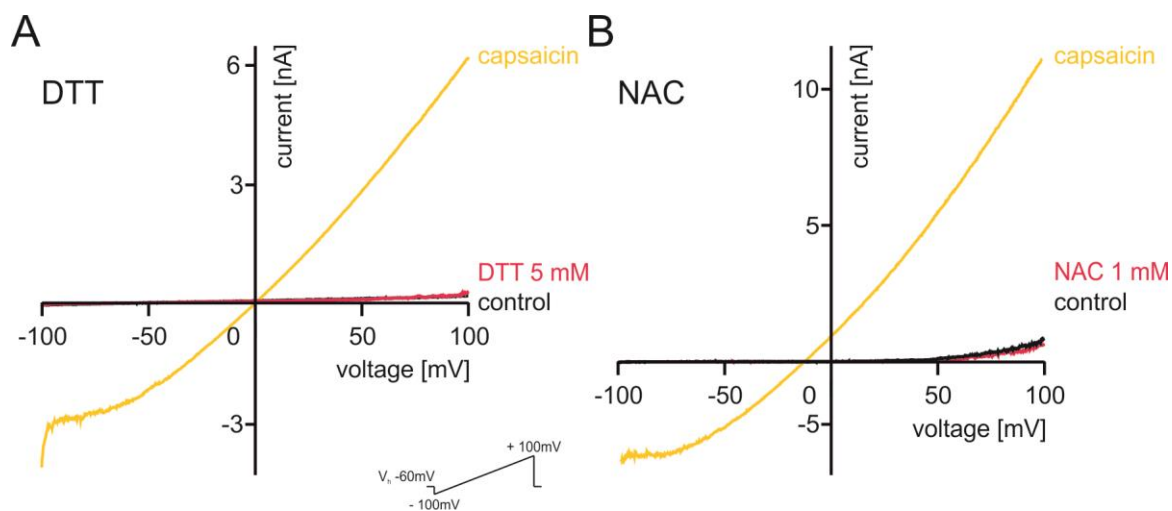 A
DTT
current [nA]
6
3
-3
capsaicin
DTT 5 mM
control
-100
-50
0
50
100
voltage [mV]
Vh -60mV
+ 100mV
- 100mV
B
NAC
current [nA]
10
5
-5
capsaicin
NAC 1 mM
control
-100
-50
0
50
100
voltage [mV]